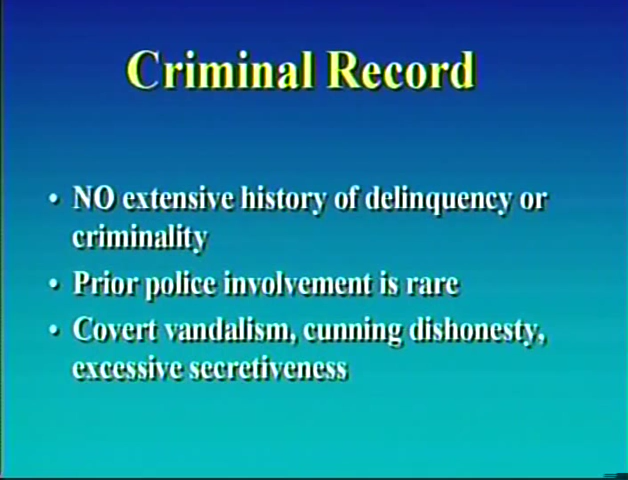 Criminal Record
• NO extensive history of delinquency or
criminality
• Prior police involvement is rare
• Covert vandalism, cunning dishonesty,
excessive secretiveness